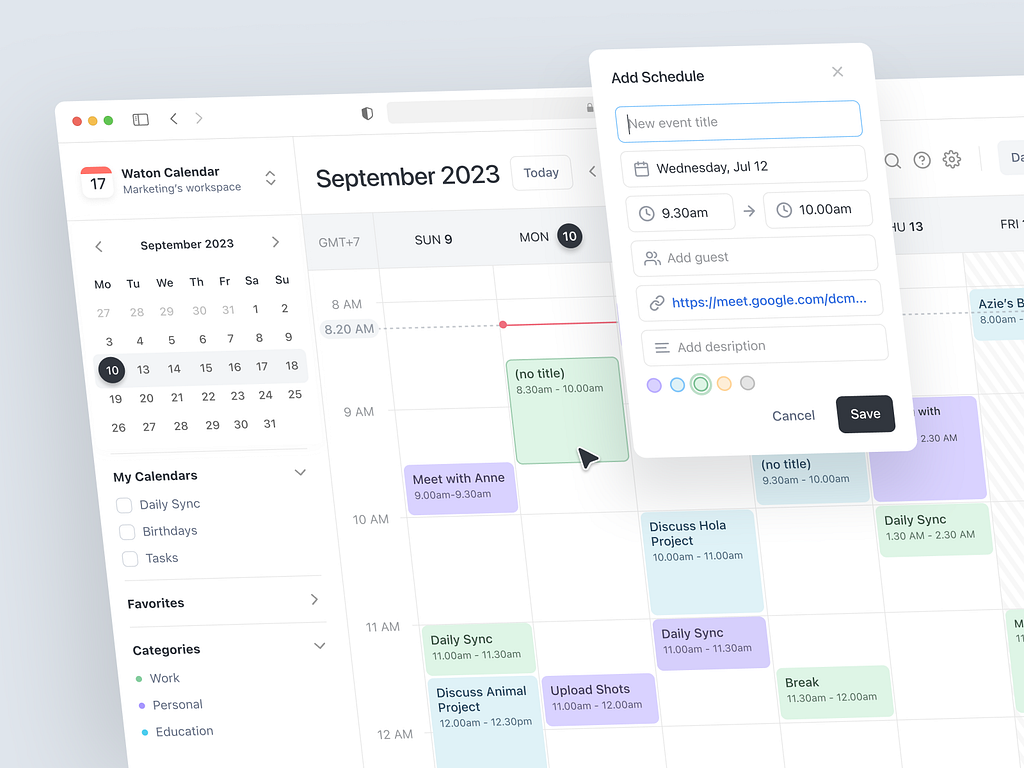 Add Schedule
New event title
Wednesday, Jul 12
9.30am
10.00am
Add guest
https://meet.google.com/dcm...
Add desription
Cancel
Save
17
Waton Calendar
Marketing's workspace
September 2023
Today
September 2023
Mo Tu We Th Fr Sa Su
27 28 29 30 31 1 2
3 4 5 6 7 8 9
10 13 14 15 16 17 18
19 20 21 22 23 24 25
26 27 28 29 30 31
My Calendars
Daily Sync
Birthdays
Tasks
Favorites
Categories
Work
Personal
Education
GMT+7
SUN 9
MON 10
13
FRI
8 AM
8.20 AM
9 AM
10 AM
11 AM
12 AM
(no title)
8.30am - 10.00am
Meet with Anne
9.00am-9.30am
Daily Sync
11.00am - 11.30am
Discuss Animal
Project
12.00am - 12.30pm
Upload Shots
11.00am - 12.00am
Discuss Hola
Project
10.00am - 11.00am
Daily Sync
11.00am - 11.30am
(no title)
9.30am - 10.00am
Break
11.30am - 12.00am
with
2.30 AM
Daily Sync
1.30 AM - 2.30 AM
Azie's B
8.00am -